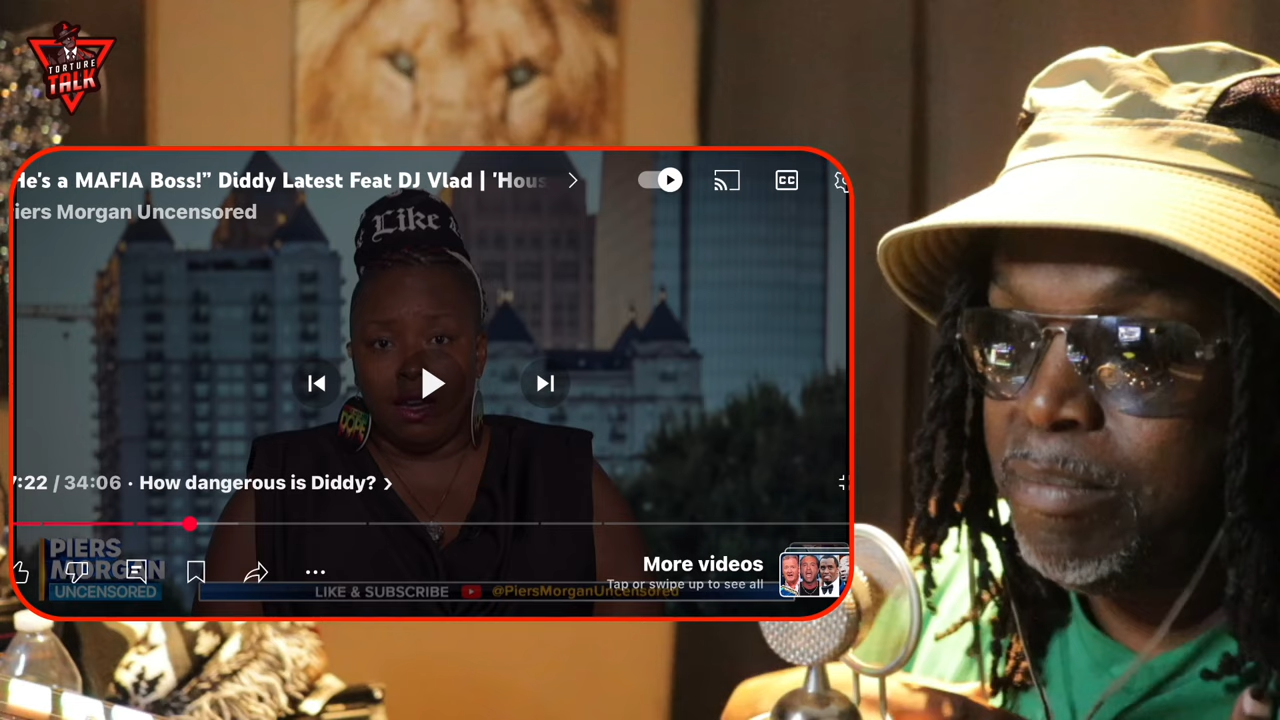 TORTURE
TALK
He's a MAFIA Boss!” Diddy Latest Feat DJ Vlad | 'Hous
iers Morgan Uncensored
CC
Like a
DOPE
7:22 / 34:06 · How dangerous is Diddy? ›
PIERS
MORGAN
UNCENSORED
More videos
Tap or swipe up to see all
LIKE & SUBSCRIBE @PiersMorganUncensored